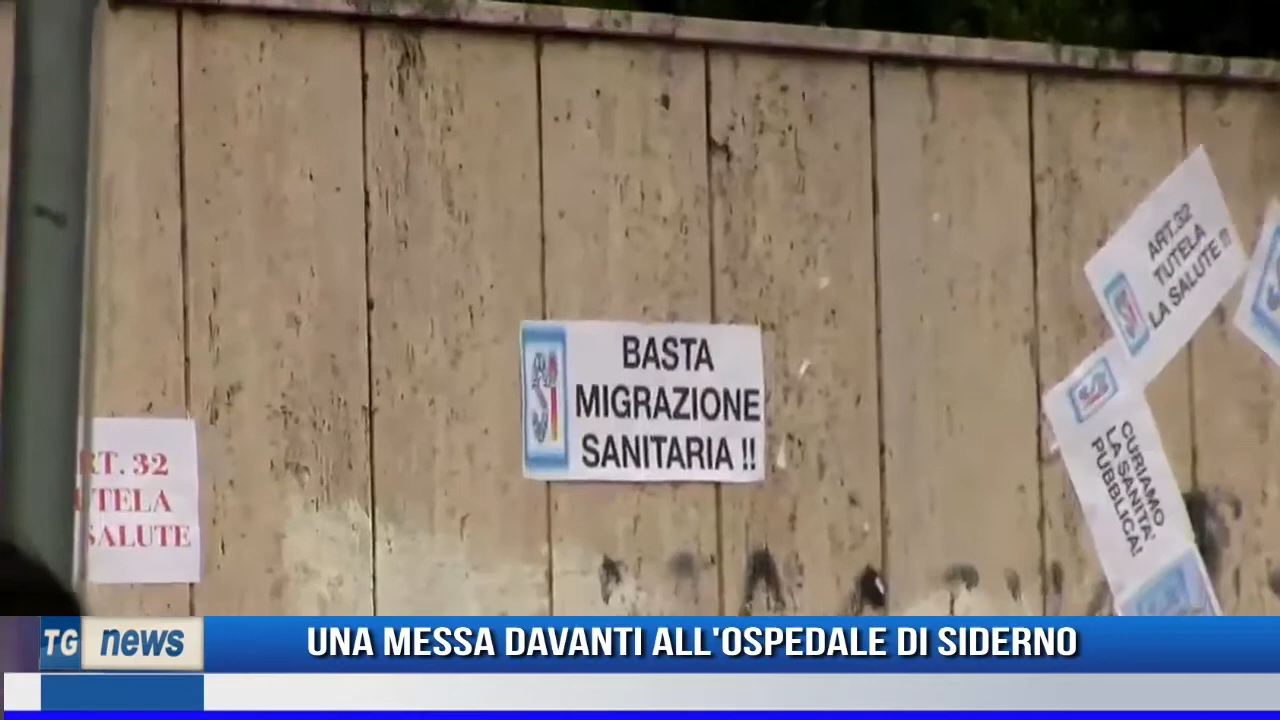 ART.32
TUTELA
LA SALUTE !!
BASTA
MIGRAZIONE
SANITARIA !!
CURIAMO
LA SANITA'
PUBBLICA!
RT. 32
UTELA
SALUTE
TG news
UNA MESSA DAVANTI ALL'OSPEDALE DI SIDERNO